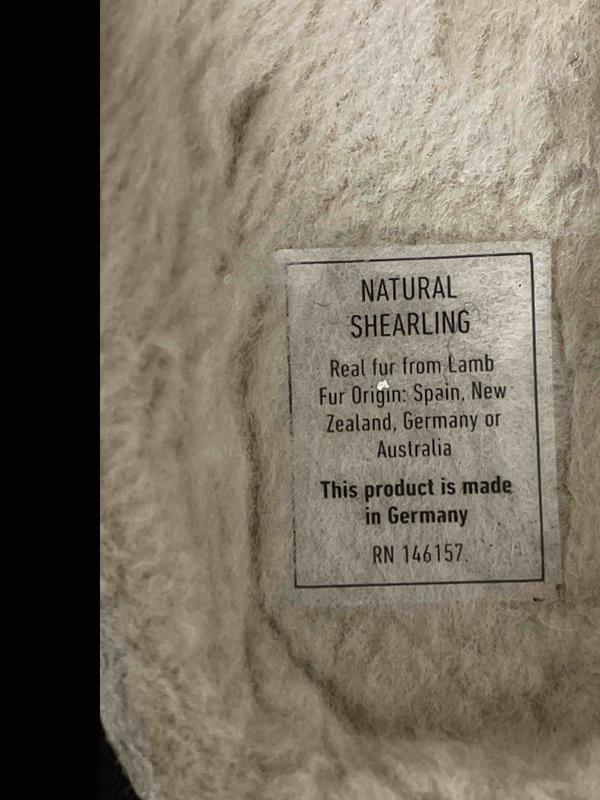 NATURAL
SHEARLING
Real fur from Lamb
Fur Origin: Spain, New
Zealand, Germany or
Australia
This product is made
in Germany
RN 146157